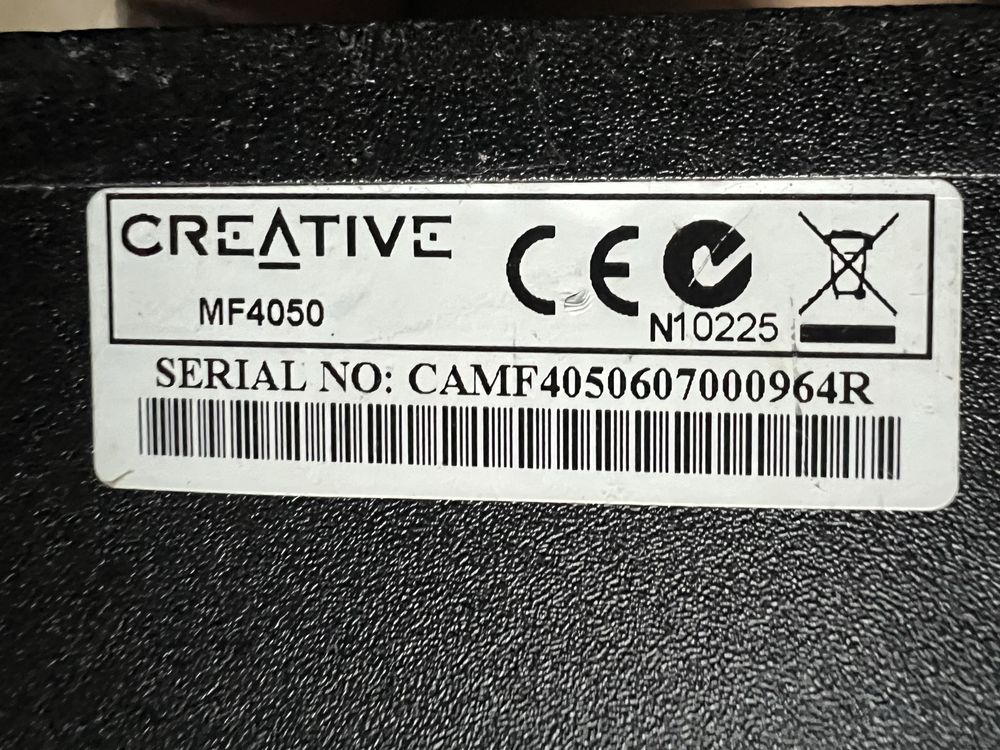 CREATIVE
MF4050
CE
N10225
SERIAL NO: CAMF4050607000964R